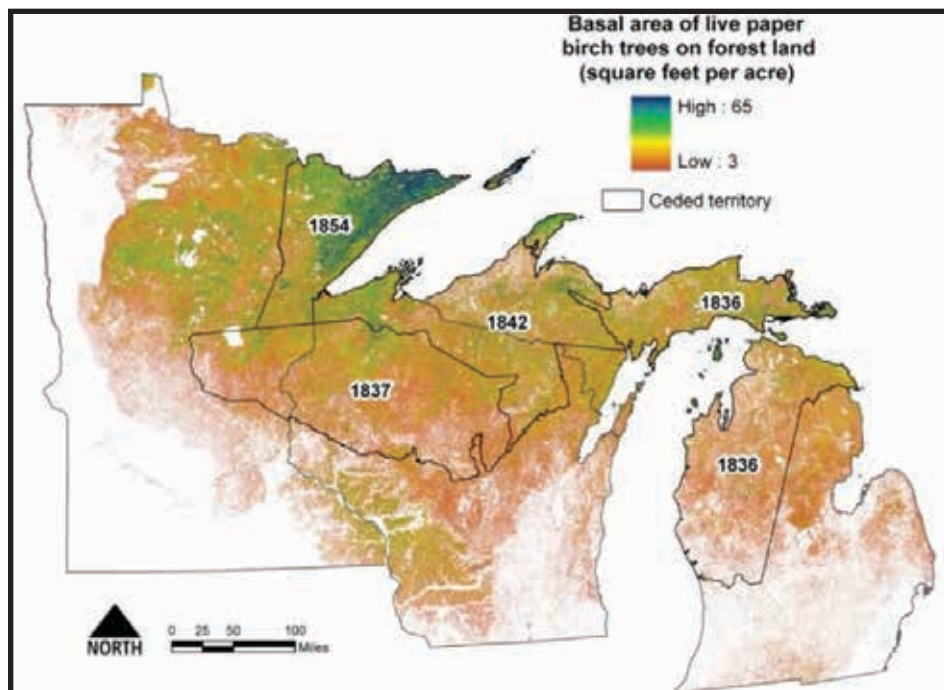 Basal area of live paper
birch trees on forest land
(square feet per acre)
High : 65
Low : 3
Ceded territory
1854
1842
1836
1837
1836
NORTH
0 25 50 100
Miles